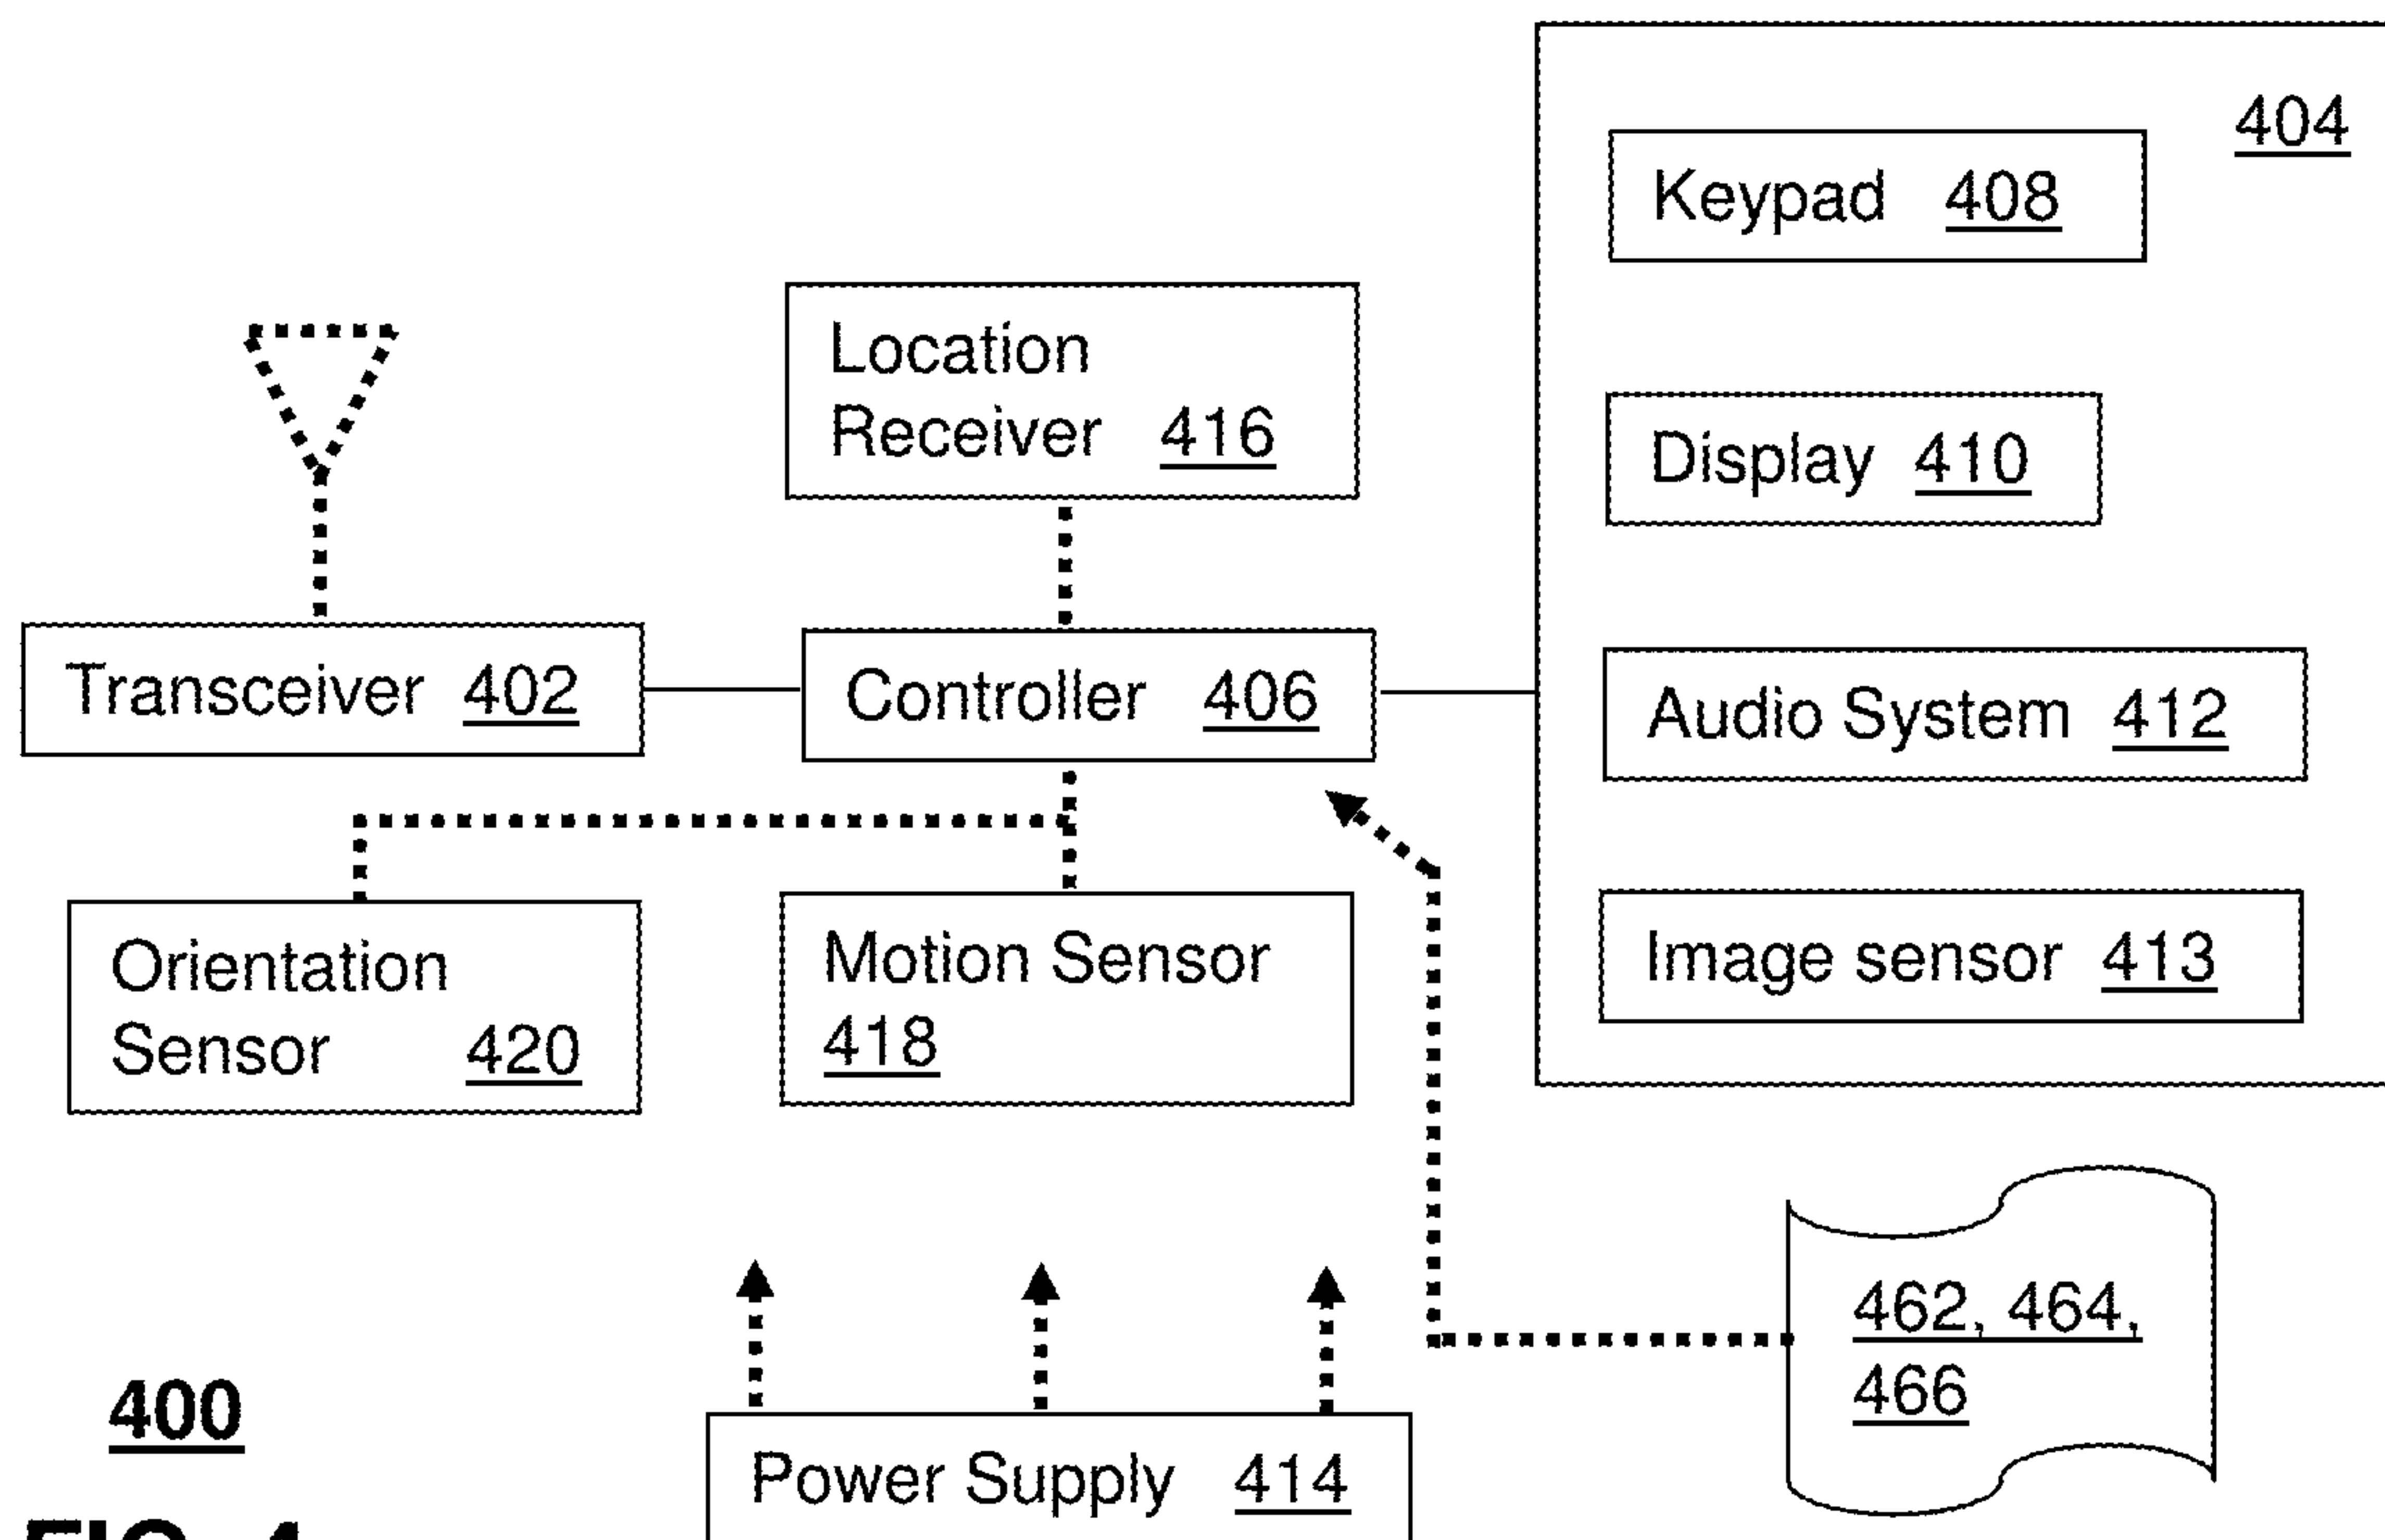 404
Keypad 408
Location
Receiver 416
Display 410
Transceiver 402
Controller 406
Audio System 412
Orientation
Sensor 420
Motion Sensor
418
Image sensor 413
462, 464,
466
400
Power Supply 414